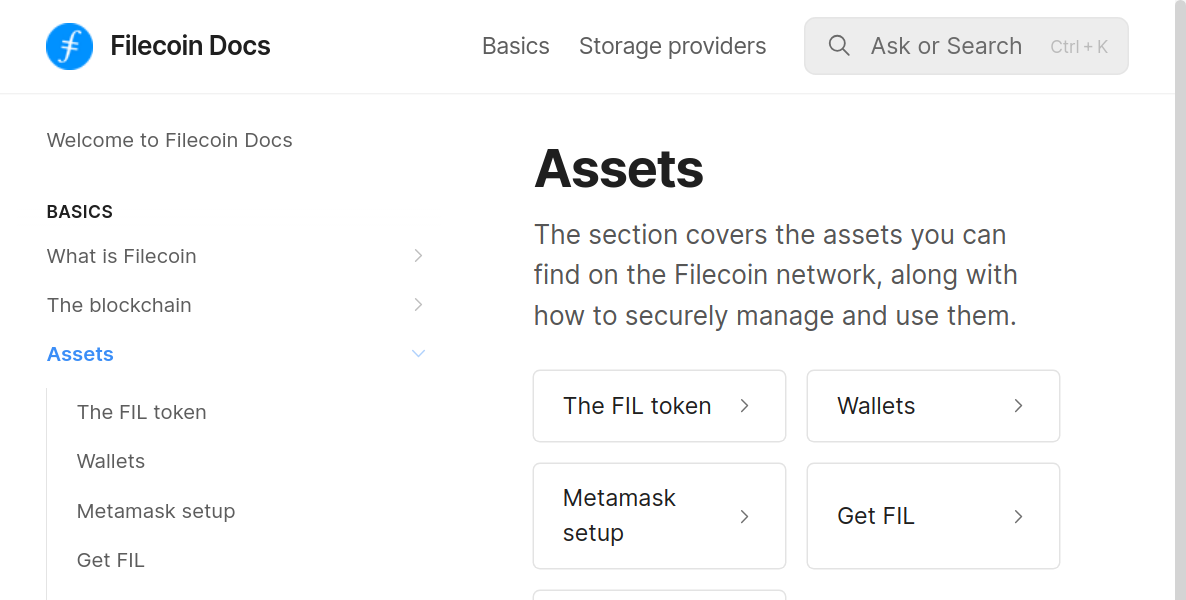 Filecoin Docs
Basics
Storage providers
Ask or Search
Ctrl + K
Welcome to Filecoin Docs
BASICS
What is Filecoin
The blockchain
Assets
The FIL token
Wallets
Metamask setup
Get FIL
Assets
The section covers the assets you can
find on the Filecoin network, along with
how to securely manage and use them.
The FIL token
Wallets
Metamask
setup
Get FIL